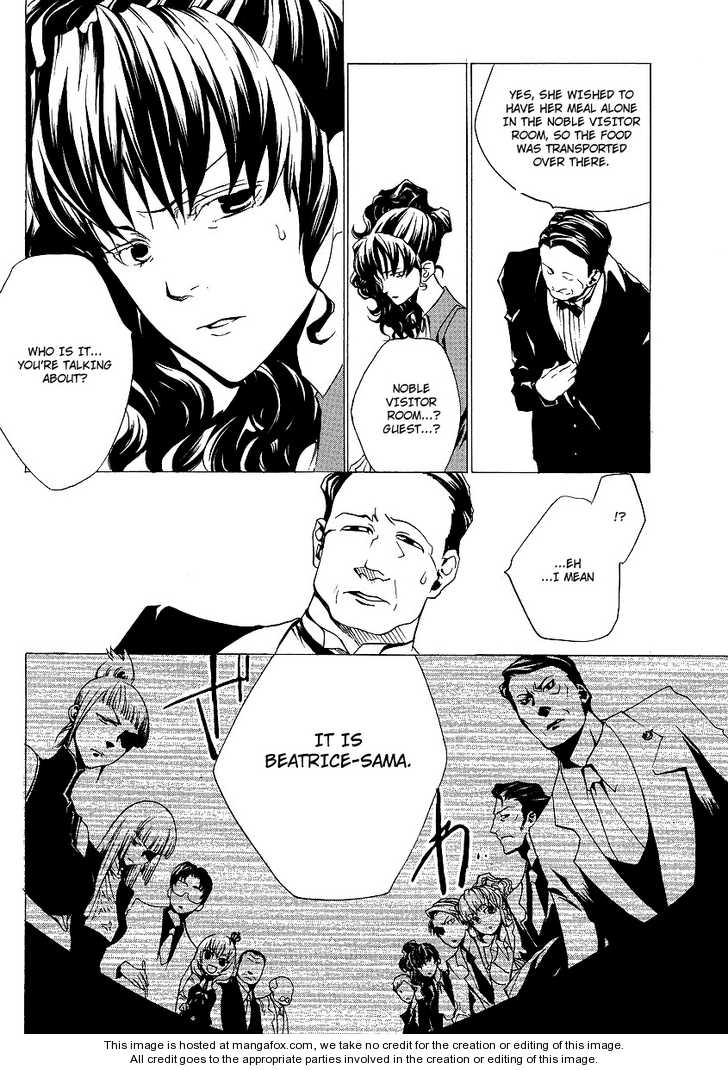 YES, SHE WISHED TO
HAVE HER MEAL ALONE
IN THE NOBLE VISITOR
ROOM, SO THE FOOD
WAS TRANSPORTED
OVER THERE.
NOBLE
VISITOR
ROOM...?
GUEST...?
WHO IS IT...
YOU'RE TALKING
ABOUT?
!?
...EH
...I MEAN
IT IS
BEATRICE-SAMA.
ざ
わ…
This image is hosted at mangafox.com, we take no credit for the creation or editing of this image.
All credit goes to the appropriate parties involved in the creation or editing of this image.